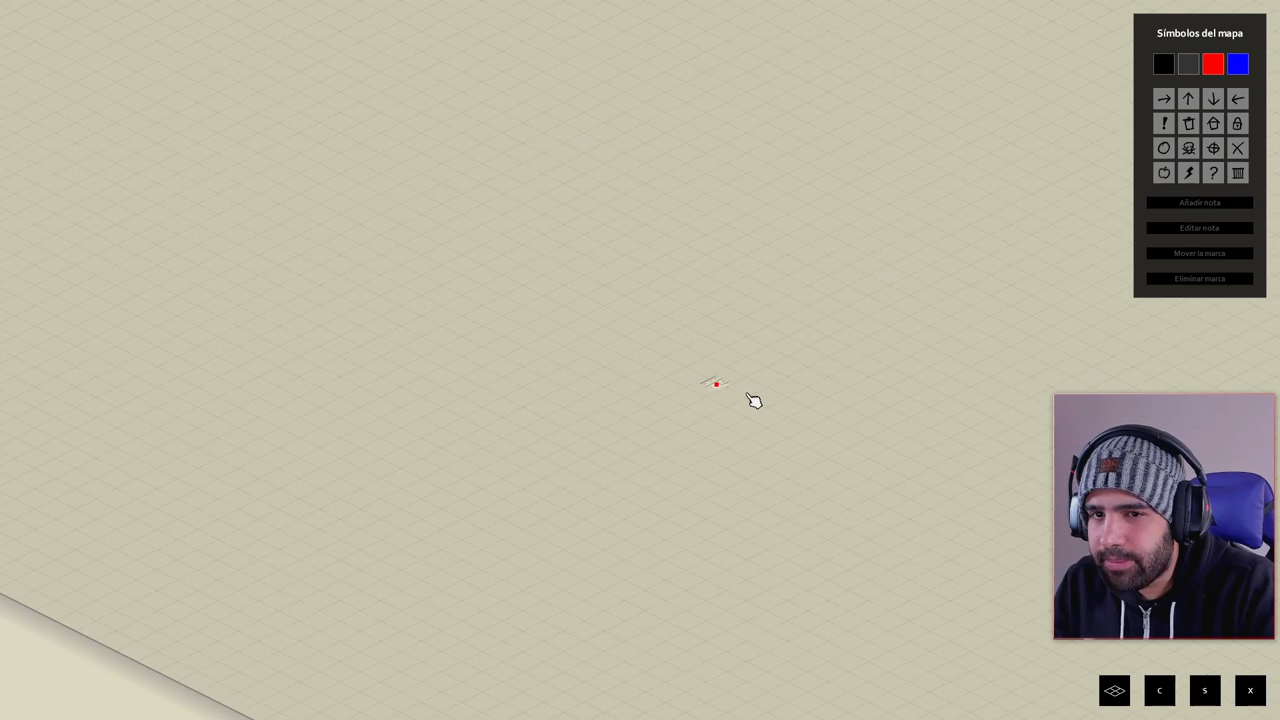 Símbolos del mapa
Añadir nota
Editar nota
Mover la marca
Eliminar marca
C
S
X